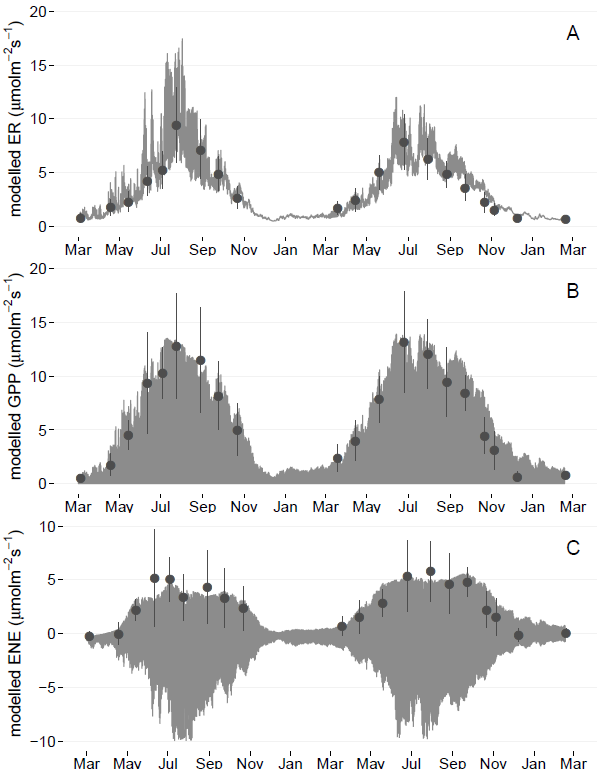 modelled ER (μmolm−2s−1)
20
15
10
5
0
A
Mar May Jul Sep Nov Jan Mar May Jul Sep Nov Jan Mar
modelled GPP (μmolm−2s−1)
20
15
10
5
0
B
Mar May Jul Sep Nov Jan Mar May Jul Sep Nov Jan Mar
modelled ENE (μmolm−2s−1)
10
5
0
−5
−10
C
Mar May Jul Sep Nov Jan Mar May Jul Sep Nov Jan Mar